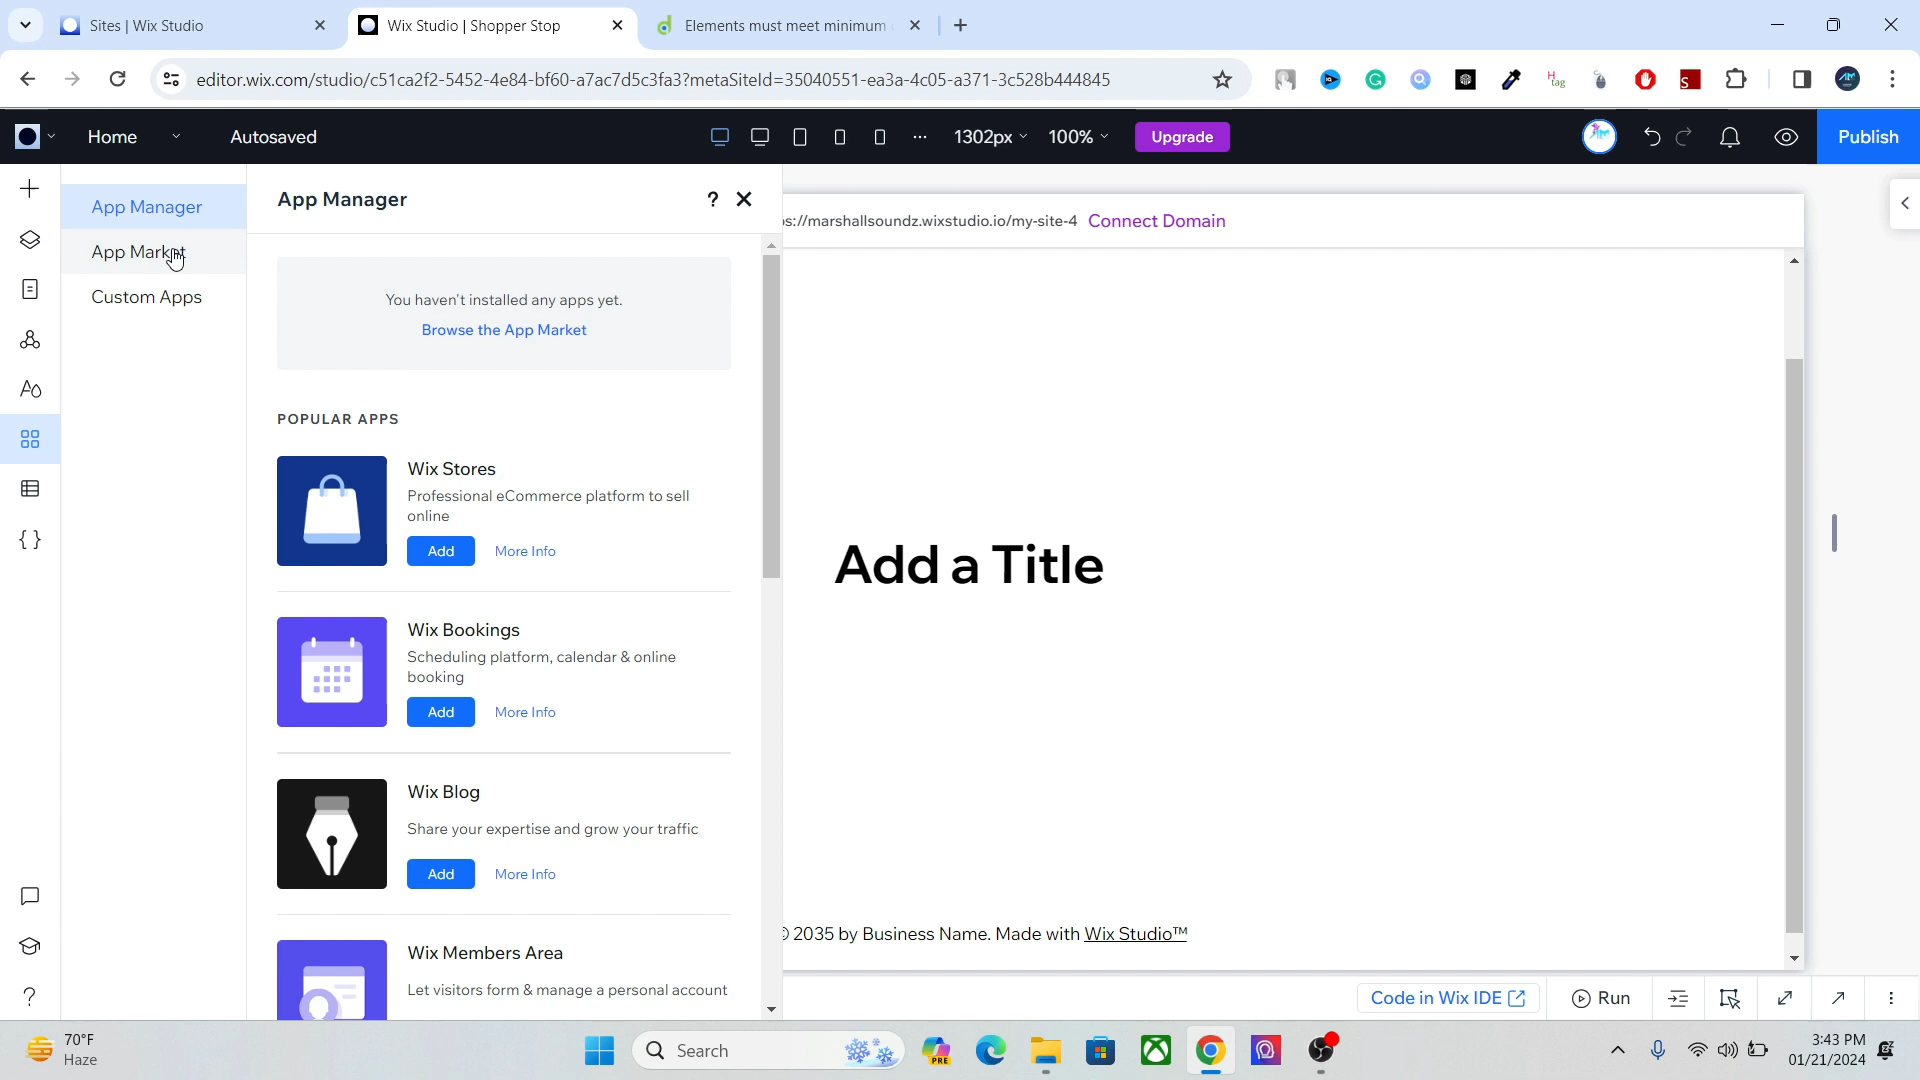 Sites | Wix Studio
Wix Studio | Shopper Stop
Elements must meet minimum
editor.wix.com/studio/c51ca2f2-5452-4e84-bf60-a7ac7d5c3fa3?metaSiteId=35040551-ea3a-4c05-a371-3c528b444845
Home
Autosaved
1302px
100%
Upgrade
Publish
App Manager
App Market
Custom Apps
App Manager
?
s://marshallsoundz.wixstudio.io/my-site-4 Connect Domain
You haven't installed any apps yet.
Browse the App Market
POPULAR APPS
Wix Stores
Professional eCommerce platform to sell
online
Add
More Info
Wix Bookings
Scheduling platform, calendar & online
booking
Add
More Info
Wix Blog
Share your expertise and grow your traffic
Add
More Info
Wix Members Area
Let visitors form & manage a personal account
Add a Title
© 2035 by Business Name. Made with Wix Studio™
Code in Wix IDE
Run
70°F
Haze
Search
PRE
3:43 PM
01/21/2024